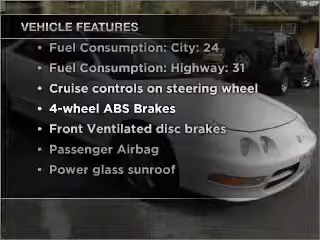 VEHICLE FEATURES
• Fuel Consumption: City: 24
• Fuel Consumption: Highway: 31
• Cruise controls on steering wheel
• 4-wheel ABS Brakes
• Front Ventilated disc brakes
• Passenger Airbag
• Power glass sunroof